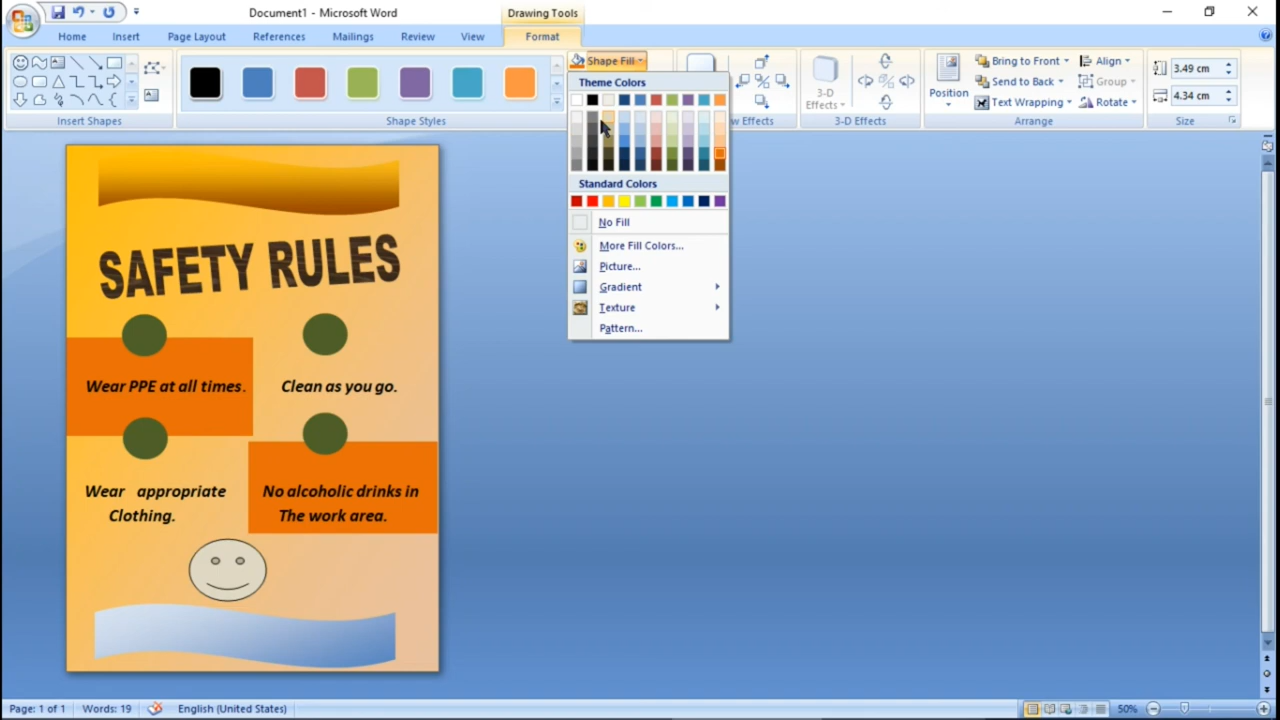 Document1 - Microsoft Word
Drawing Tools
Home Insert Page Layout References Mailings Review View Format
Shape Fill
Bring to Front Align
Send to Back Group
Text Wrapping Rotate
3-D
Effects
Position
3.49 cm
4.34 cm
Insert Shapes Shape Styles w Effects 3-D Effects Arrange Size
Theme Colors
Standard Colors
No Fill
More Fill Colors...
Picture...
Gradient
Texture
Pattern...
SAFETY RULES
Wear PPE at all times.
Clean as you go.
Wear appropriate
Clothing.
No alcoholic drinks in
The work area.
Page: 1 of 1 Words: 19 English (United States) 50%